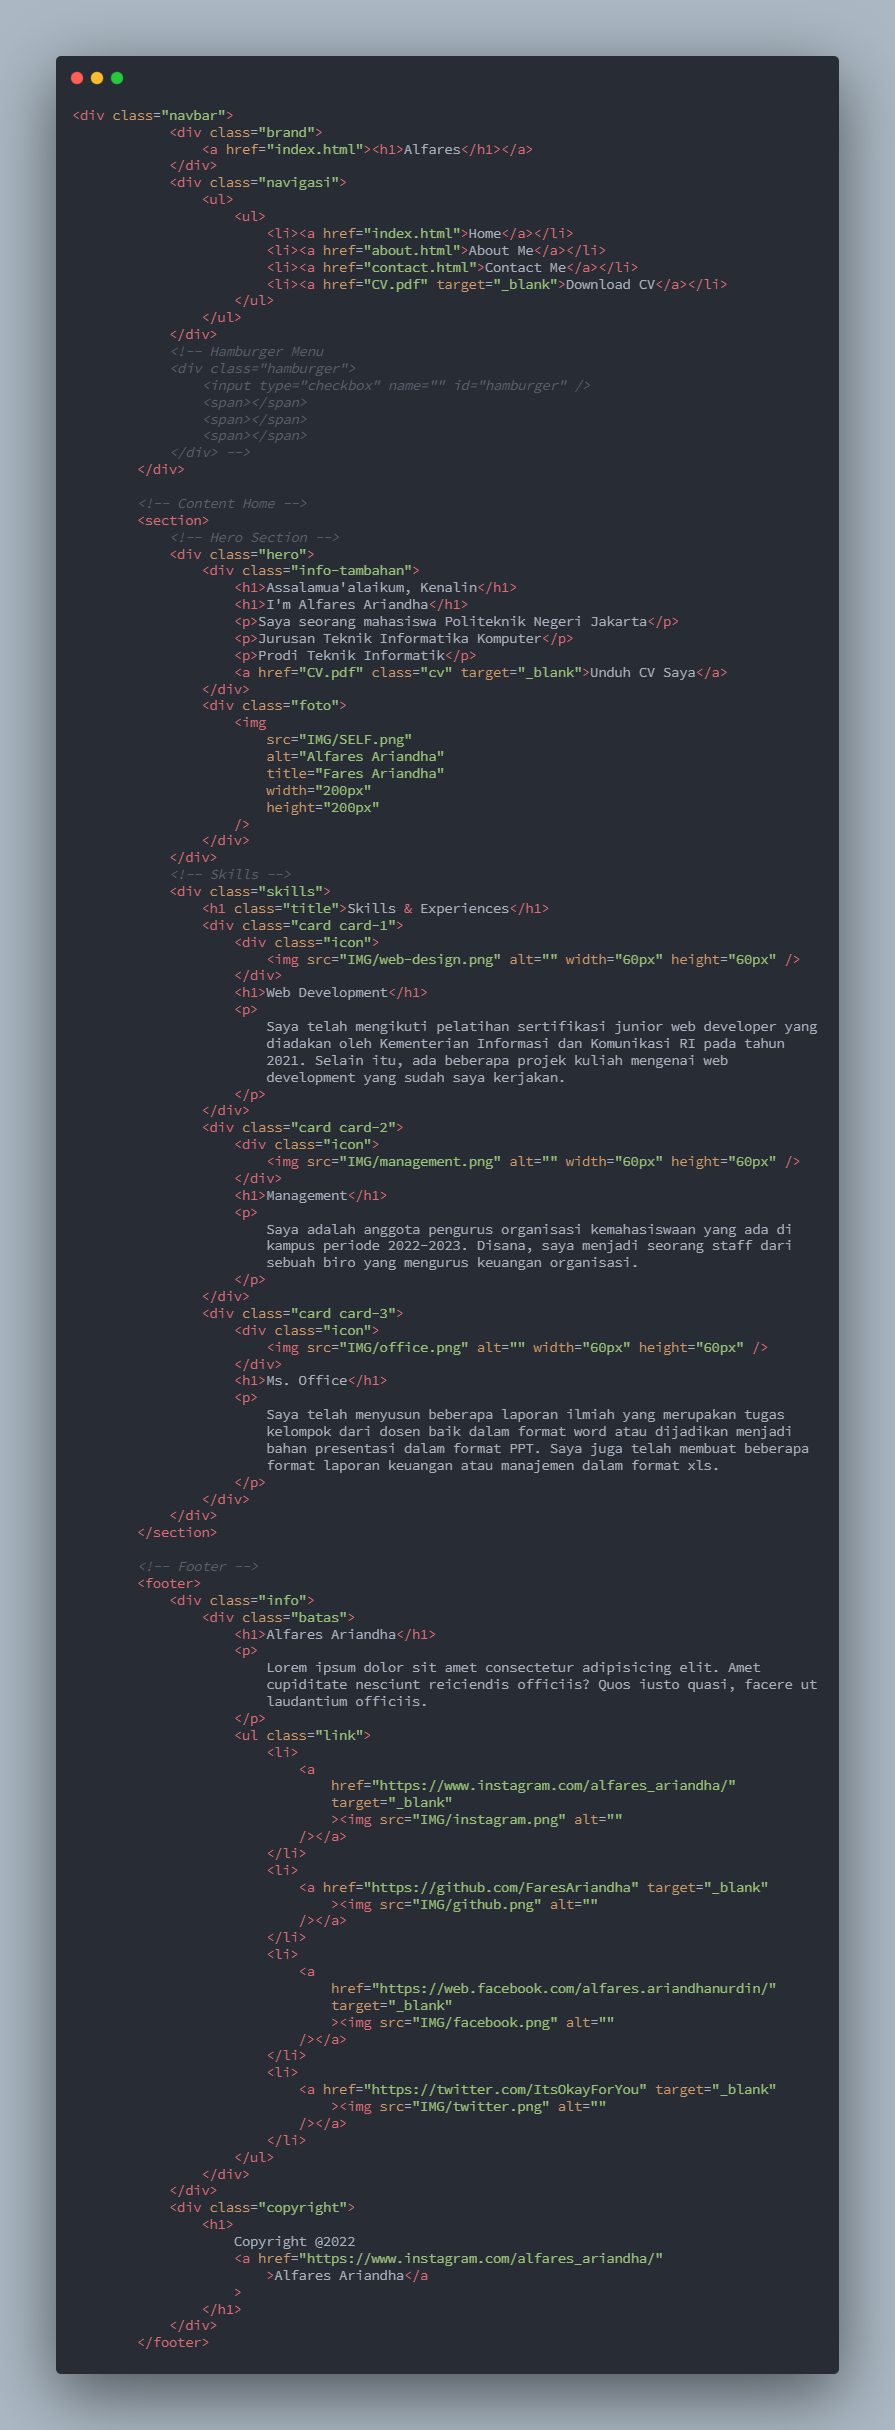 <div class="navbar">
            <div class="brand">
                <a href="index.html"><h1>Alfares</h1></a>
            </div>
            <div class="navigasi">
                <ul>
                    <ul>
                        <li><a href="index.html">Home</a></li>
                        <li><a href="about.html">About Me</a></li>
                        <li><a href="contact.html">Contact Me</a></li>
                        <li><a href="CV.pdf" target="_blank">Download CV</a></li>
                    </ul>
                </ul>
            </div>
            <!-- Hamburger Menu
            <div class="hamburger">
                <input type="checkbox" name="" id="hamburger" />
                <span></span>
                <span></span>
                <span></span>
            </div> -->
        </div>

        <!-- Content Home -->
        <section>
            <!-- Hero Section -->
            <div class="hero">
                <div class="info-tambahan">
                    <h1>Assalamua'alaikum, Kenalin</h1>
                    <h1>I'm Alfares Ariandha</h1>
                    <p>Saya seorang mahasiswa Politeknik Negeri Jakarta</p>
                    <p>Jurusan Teknik Informatika Komputer</p>
                    <p>Prodi Teknik Informatik</p>
                    <a href="CV.pdf" class="cv" target="_blank">Unduh CV Saya</a>
                </div>
                <div class="foto">
                    <img
                        src="IMG/SELF.png"
                        alt="Alfares Ariandha"
                        title="Fares Ariandha"
                        width="200px"
                        height="200px"
                    />
                </div>
            </div>
            <!-- Skills -->
            <div class="skills">
                <h1 class="title">Skills & Experiences</h1>
                <div class="card card-1">
                    <div class="icon">
                        <img src="IMG/web-design.png" alt="" width="60px" height="60px" />
                    </div>
                    <h1>Web Development</h1>
                    <p>
                        Saya telah mengikuti pelatihan sertifikasi junior web developer yang
                        diadakan oleh Kementerian Informasi dan Komunikasi RI pada tahun
                        2021. Selain itu, ada beberapa projek kuliah mengenai web
                        development yang sudah saya kerjakan.
                    </p>
                </div>
                <div class="card card-2">
                    <div class="icon">
                        <img src="IMG/management.png" alt="" width="60px" height="60px" />
                    </div>
                    <h1>Management</h1>
                    <p>
                        Saya adalah anggota pengurus organisasi kemahasiswaan yang ada di
                        kampus periode 2022-2023. Disana, saya menjadi seorang staff dari
                        sebuah biro yang mengurus keuangan organisasi.
                    </p>
                </div>
                <div class="card card-3">
                    <div class="icon">
                        <img src="IMG/office.png" alt="" width="60px" height="60px" />
                    </div>
                    <h1>Ms. Office</h1>
                    <p>
                        Saya telah menyusun beberapa laporan ilmiah yang merupakan tugas
                        kelompok dari dosen baik dalam format word atau dijadikan menjadi
                        bahan presentasi dalam format PPT. Saya juga telah membuat beberapa
                        format laporan keuangan atau manajemen dalam format xls.
                    </p>
                </div>
            </div>
        </section>

        <!-- Footer -->
        <footer>
            <div class="info">
                <div class="batas">
                    <h1>Alfares Ariandha</h1>
                    <p>
                        Lorem ipsum dolor sit amet consectetur adipisicing elit. Amet
                        cupiditate nesciunt reiciendis officiis? Quos iusto quasi, facere ut
                        laudantium officiis.
                    </p>
                    <ul class="link">
                        <li>
                            <a
                                href="https://www.instagram.com/alfares_ariandha/"
                                target="_blank"
                                ><img src="IMG/instagram.png" alt=""
                            /></a>
                        </li>
                        <li>
                            <a href="https://github.com/FaresAriandha" target="_blank"
                                ><img src="IMG/github.png" alt=""
                            /></a>
                        </li>
                        <li>
                            <a
                                href="https://web.facebook.com/alfares.ariandhanurdin/"
                                target="_blank"
                                ><img src="IMG/facebook.png" alt=""
                            /></a>
                        </li>
                        <li>
                            <a href="https://twitter.com/ItsOkayForYou" target="_blank"
                                ><img src="IMG/twitter.png" alt=""
                            /></a>
                        </li>
                    </ul>
                </div>
            </div>
            <div class="copyright">
                <h1>
                    Copyright @2022
                    <a href="https://www.instagram.com/alfares_ariandha/"
                        >Alfares Ariandha</a
                    >
                </h1>
            </div>
        </footer>